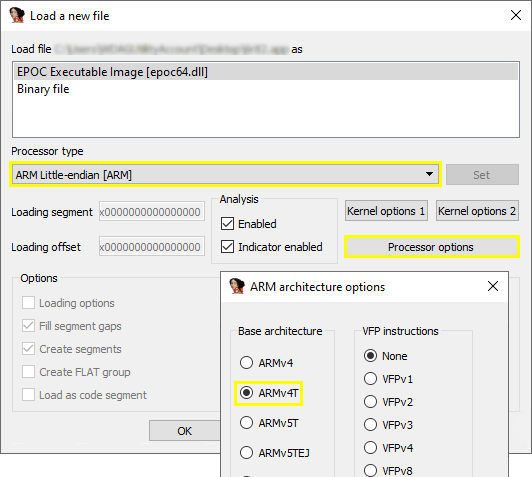 Load a new file
Load file as
EPOC Executable Image [epoc64.dll]
Binary file
Processor type
ARM Little-endian [ARM]
Set
Loading segment x0000000000000000
Loading offset x0000000000000000
Analysis
Enabled
Indicator enabled
Kernel options 1 Kernel options 2
Processor options
Options
Loading options
Fill segment gaps
Create segments
Create FLAT group
Load as code segment
OK
ARM architecture options
Base architecture
ARMv4
ARMv4T
ARMv5T
ARMv5TEJ
VFP instructions
None
VFPv1
VFPv2
VFPv3
VFPv4
VFPv8